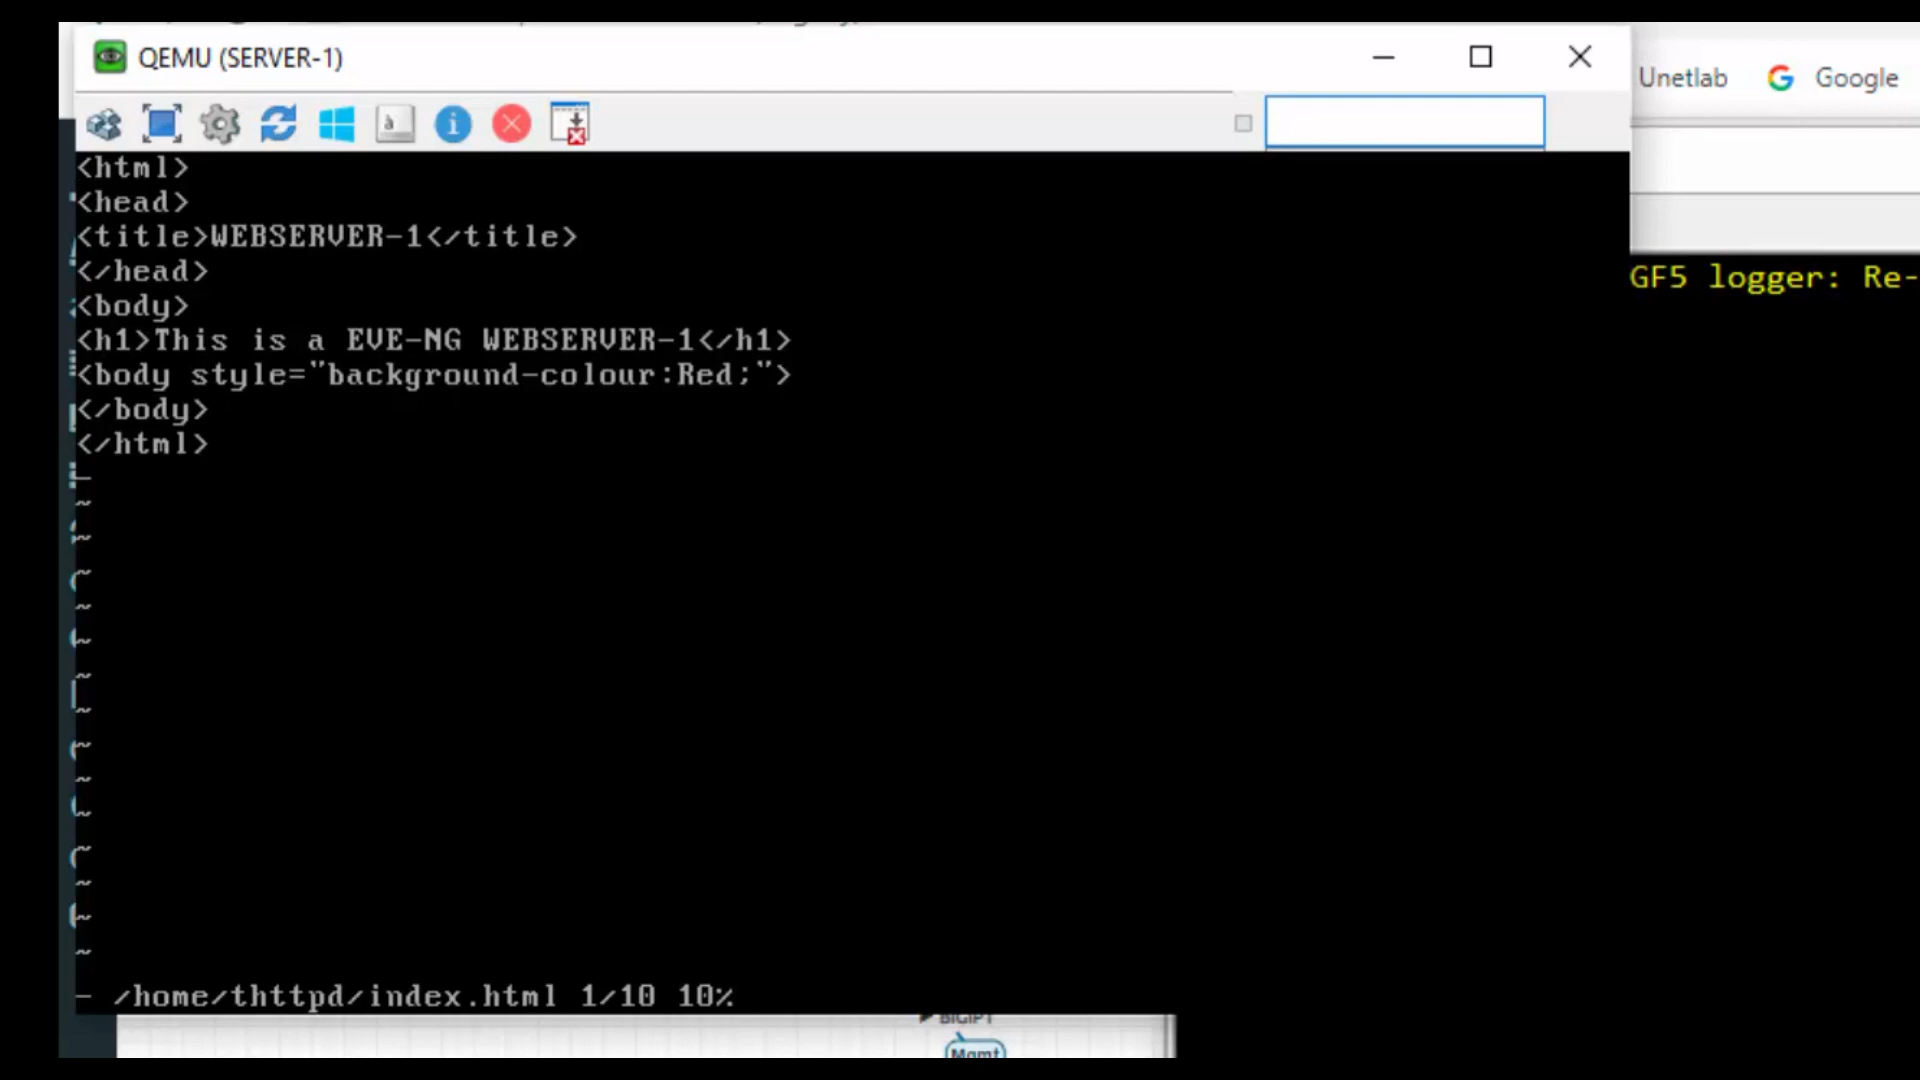 QEMU (SERVER-1)
Unetlab
Google
<html>
<head>
<title>WEBSERVER-1</title>
</head>
<body>
<h1>This is a EVE-NG WEBSERVER-1</h1>
<body style="background-colour:Red;">
</body>
</html>
~
~
~
~
~
~
~
~
~
~
~
~
~
~
- /home/thttpd/index.html 1/10 10%
GF5 logger: Re-
Mgmt